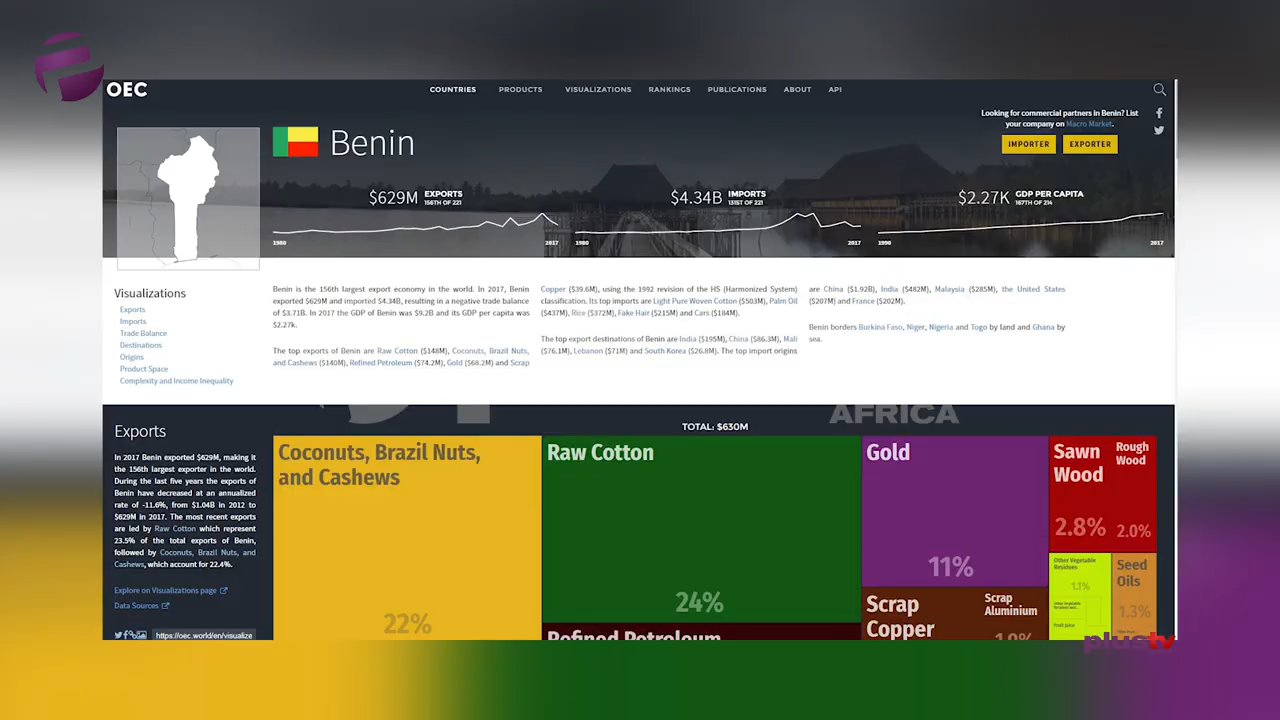 OEC
COUNTRIES
PRODUCTS
VISUALIZATIONS
RANKINGS
PUBLICATIONS
ABOUT
API
Looking for commercial partners in Benin? List
your company on Macro Market.
IMPORTER
EXPORTER
Benin
$629M EXPORTS
156TH OF 221
$4.34B IMPORTS
131ST OF 221
$2.27K GDP PER CAPITA
167TH OF 214
1980
2017
1980
2017
1990
2017
Visualizations
Exports
Imports
Trade Balance
Destinations
Origins
Product Space
Complexity and Income Inequality
Benin is the 156th largest export economy in the world. In 2017, Benin
exported $629M and imported $4.34B, resulting in a negative trade balance
of $3.71B. In 2017 the GDP of Benin was $9.2B and its GDP per capita was
$2.27k.
The top exports of Benin are Raw Cotton ($148M), Coconuts, Brazil Nuts,
and Cashews ($140M), Refined Petroleum ($74.2M), Gold ($68.2M) and Scrap
Copper ($39.6M), using the 1992 revision of the HS (Harmonized System)
classification. Its top imports are Light Pure Woven Cotton ($503M), Palm Oil
($437M), Rice ($372M), Fake Hair ($215M) and Cars ($184M).
The top export destinations of Benin are India ($195M), China ($86.3M), Mali
($76.1M), Lebanon ($71M) and South Korea ($26.8M). The top import origins
are China ($1.92B), India ($482M), Malaysia ($285M), the United States
($207M) and France ($202M).
Benin borders Burkina Faso, Niger, Nigeria and Togo by land and Ghana by
sea.
AFRICA
Exports
In 2017 Benin exported $629M, making it
the 156th largest exporter in the world.
During the last five years the exports of
Benin have decreased at an annualized
rate of -11.6%, from $1.04B in 2012 to
$629M in 2017. The most recent exports
are led by Raw Cotton which represent
23.5% of the total exports of Benin,
followed by Coconuts, Brazil Nuts, and
Cashews, which account for 22.4%.
Explore on Visualizations page
Data Sources
https://oec.world/en/visualize
TOTAL: $630M
Coconuts, Brazil Nuts,
and Cashews
22%
Raw Cotton
24%
Refined Petroleum
Gold
11%
Scrap
Copper
Scrap
Aluminium
1.9%
Sawn
Wood
2.8%
Rough
Wood
2.0%
Other Vegetable
Residues
1.1%
Seed
Oils
1.3%
plustv